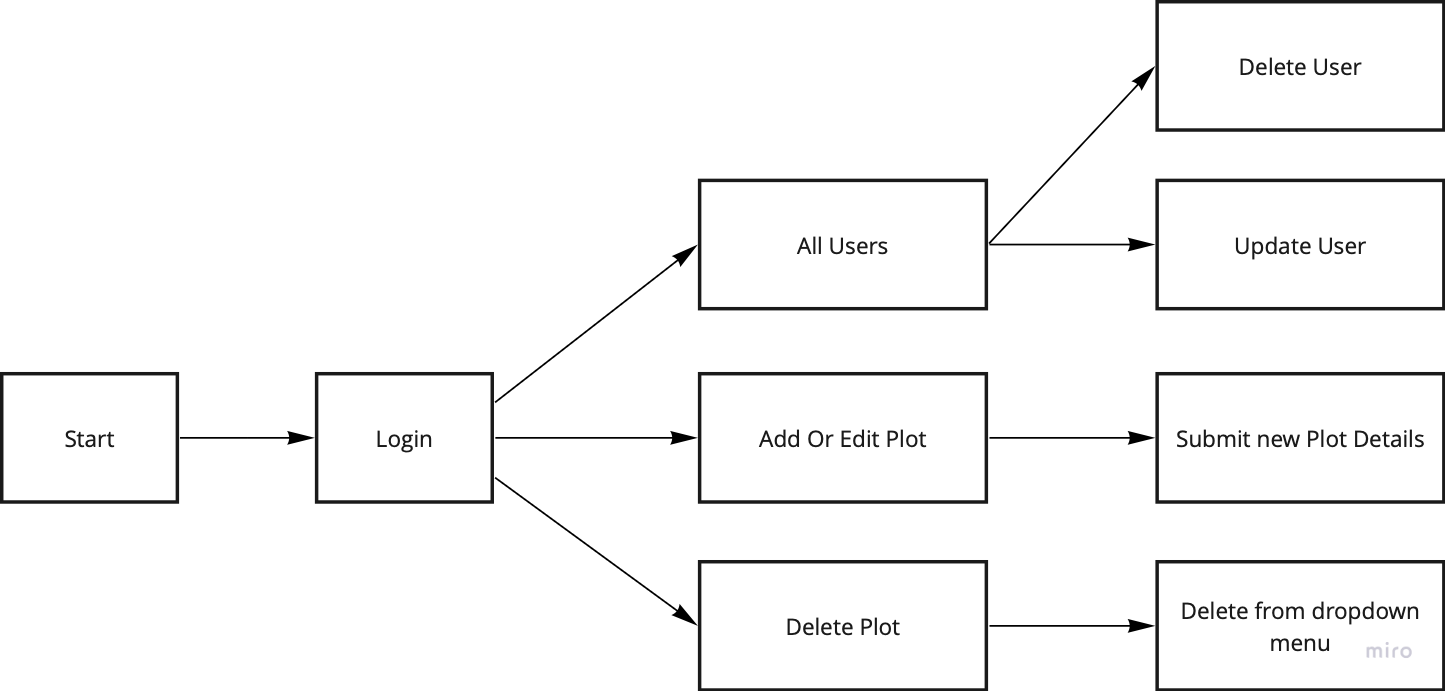 Delete User
All Users
Update User
Start
Login
Add Or Edit Plot
Submit new Plot Details
Delete Plot
Delete from dropdown
menu
miro